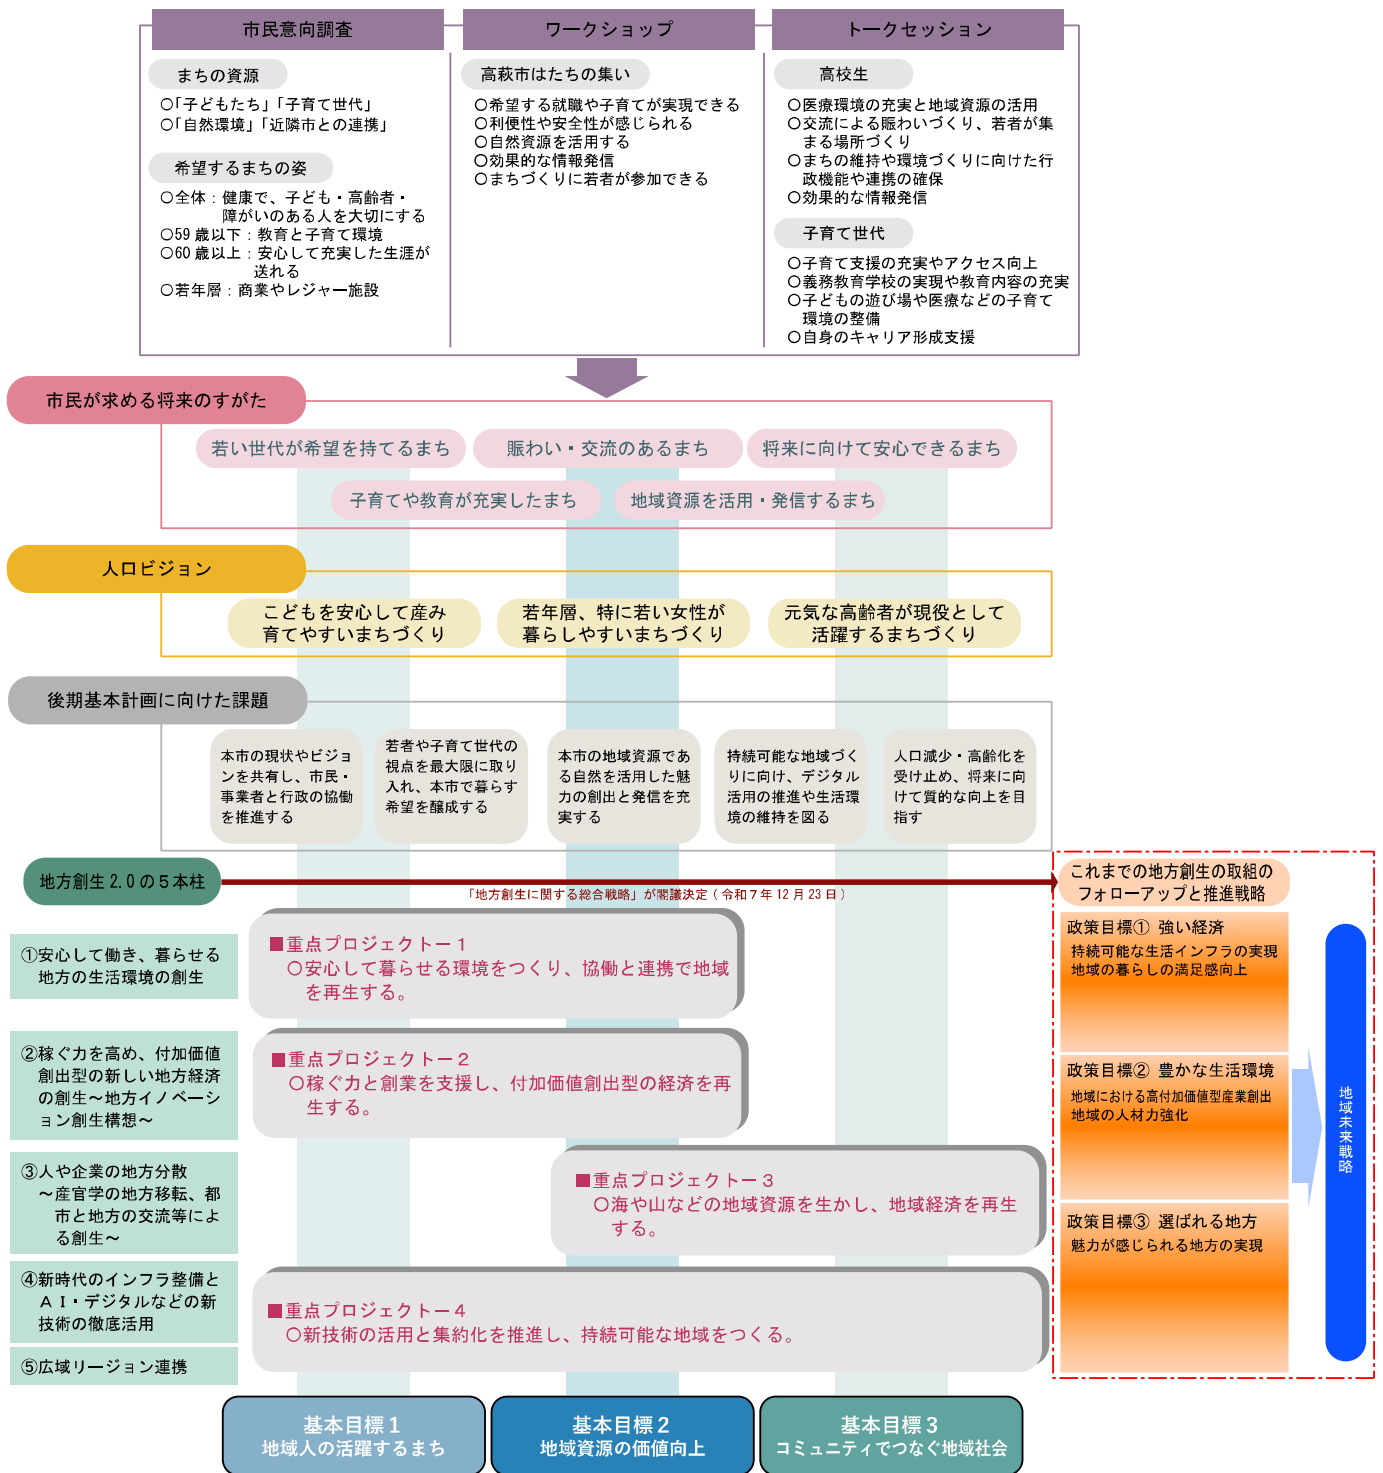 市民意向調査
まちの資源
○「子どもたち」「子育て世代」
○「自然環境」「近隣市との連携」
希望するまちの姿
○全体：健康で、子ども・高齢者・
障がいのある人を大切にする
○59 歳以下：教育と子育て環境
○60 歳以上：安心して充実した生涯が
送れる
○若年層：商業やレジャー施設
ワークショップ
高萩市はたちの集い
○希望する就職や子育てが実現できる
○利便性や安全性が感じられる
○自然資源を活用する
○効果的な情報発信
○まちづくりに若者が参加できる
トークセッション
高校生
○医療環境の充実と地域資源の活用
○交流による賑わいづくり、若者が集
まる場所づくり
○まちの維持や環境づくりに向けた行
政機能や連携の確保
○効果的な情報発信
子育て世代
○子育て支援の充実やアクセス向上
○義務教育学校の実現や教育内容の充実
○子どもの遊び場や医療などの子育て
環境の整備
○自身のキャリア形成支援
市民が求める将来のすがた
若い世代が希望を持てるまち
賑わい・交流のあるまち
将来に向けて安心できるまち
子育てや教育が充実したまち
地域資源を活用・発信するまち
人口ビジョン
こどもを安心して産み
育てやすいまちづくり
若年層、特に若い女性が
暮らしやすいまちづくり
元気な高齢者が現役として
活躍するまちづくり
後期基本計画に向けた課題
本市の現状やビジョ
ンを共有し、市民・
事業者と行政の協働
を推進する
若者や子育て世代の
視点を最大限に取り
入れ、本市で暮らす
希望を醸成する
本市の地域資源であ
る自然を活用した魅
力の創出と発信を充
実する
持続可能な地域づく
りに向け、デジタル
活用の推進や生活環
境の維持を図る
人口減少・高齢化を
受け止め、将来に向
けて質的な向上を目
指す
地方創生 2.0 の５本柱
「地方創生に関する総合戦略」が閣議決定 ( 令和７年 12 月 23 日 )
これまでの地方創生の取組の
フォローアップと推進戦略
①安心して働き、暮らせる
地方の生活環境の創生
②稼ぐ力を高め、付加価値
創出型の新しい地方経済
の創生～地方イノベーシ
ョン創生構想～
③人や企業の地方分散
～産官学の地方移転、都
市と地方の交流等によ
る創生～
④新時代のインフラ整備と
ＡＩ・デジタルなどの新
技術の徹底活用
⑤広域リージョン連携
■重点プロジェクトー１
○安心して暮らせる環境をつくり、協働と連携で地域
を再生する。
■重点プロジェクトー２
○稼ぐ力と創業を支援し、付加価値創出型の経済を再
生する。
■重点プロジェクトー３
○海や山などの地域資源を生かし、地域経済を再生
する。
■重点プロジェクトー４
○新技術の活用と集約化を推進し、持続可能な地域をつくる。
政策目標① 強い経済
持続可能な生活インフラの実現
地域の暮らしの満足感向上
政策目標② 豊かな生活環境
地域における高付加価値型産業創出
地域の人材力強化
政策目標③ 選ばれる地方
魅力が感じられる地方の実現
地域未来戦略
基本目標１
地域人の活躍するまち
基本目標２
地域資源の価値向上
基本目標３
コミュニティでつなぐ地域社会